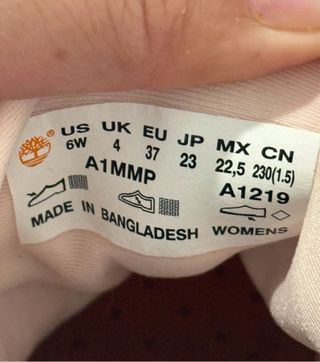 US UK EU JP MX CN
6W 4 37 23 22,5 230(1.5)
A1MMP A1219
MADE IN BANGLADESH WOMENS